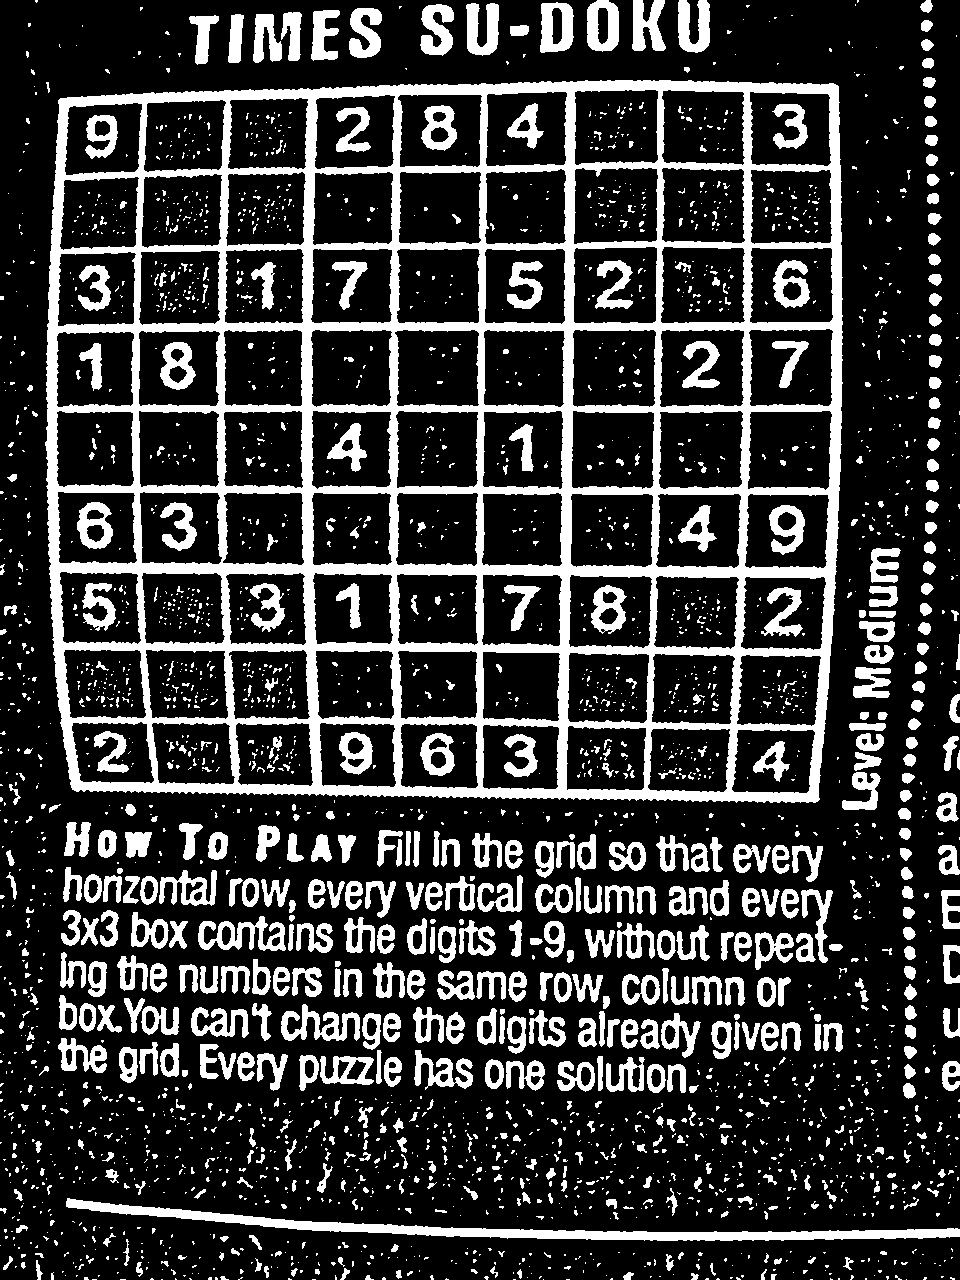 TIMES SU-DOKU
9 2 8 4 3
3 1 7 5 2 6
1 8 2 7
4 1
6 3 4 9
5 3 1 7 8 2
2 9 6 3 4
Level: Medium
HOW TO PLAY Fill in the grid so that every
horizontal row, every vertical column and every
3x3 box contains the digits 1-9, without repeat-
ing the numbers in the same row, column or
box.You can't change the digits already given in
the grid. Every puzzle has one solution.